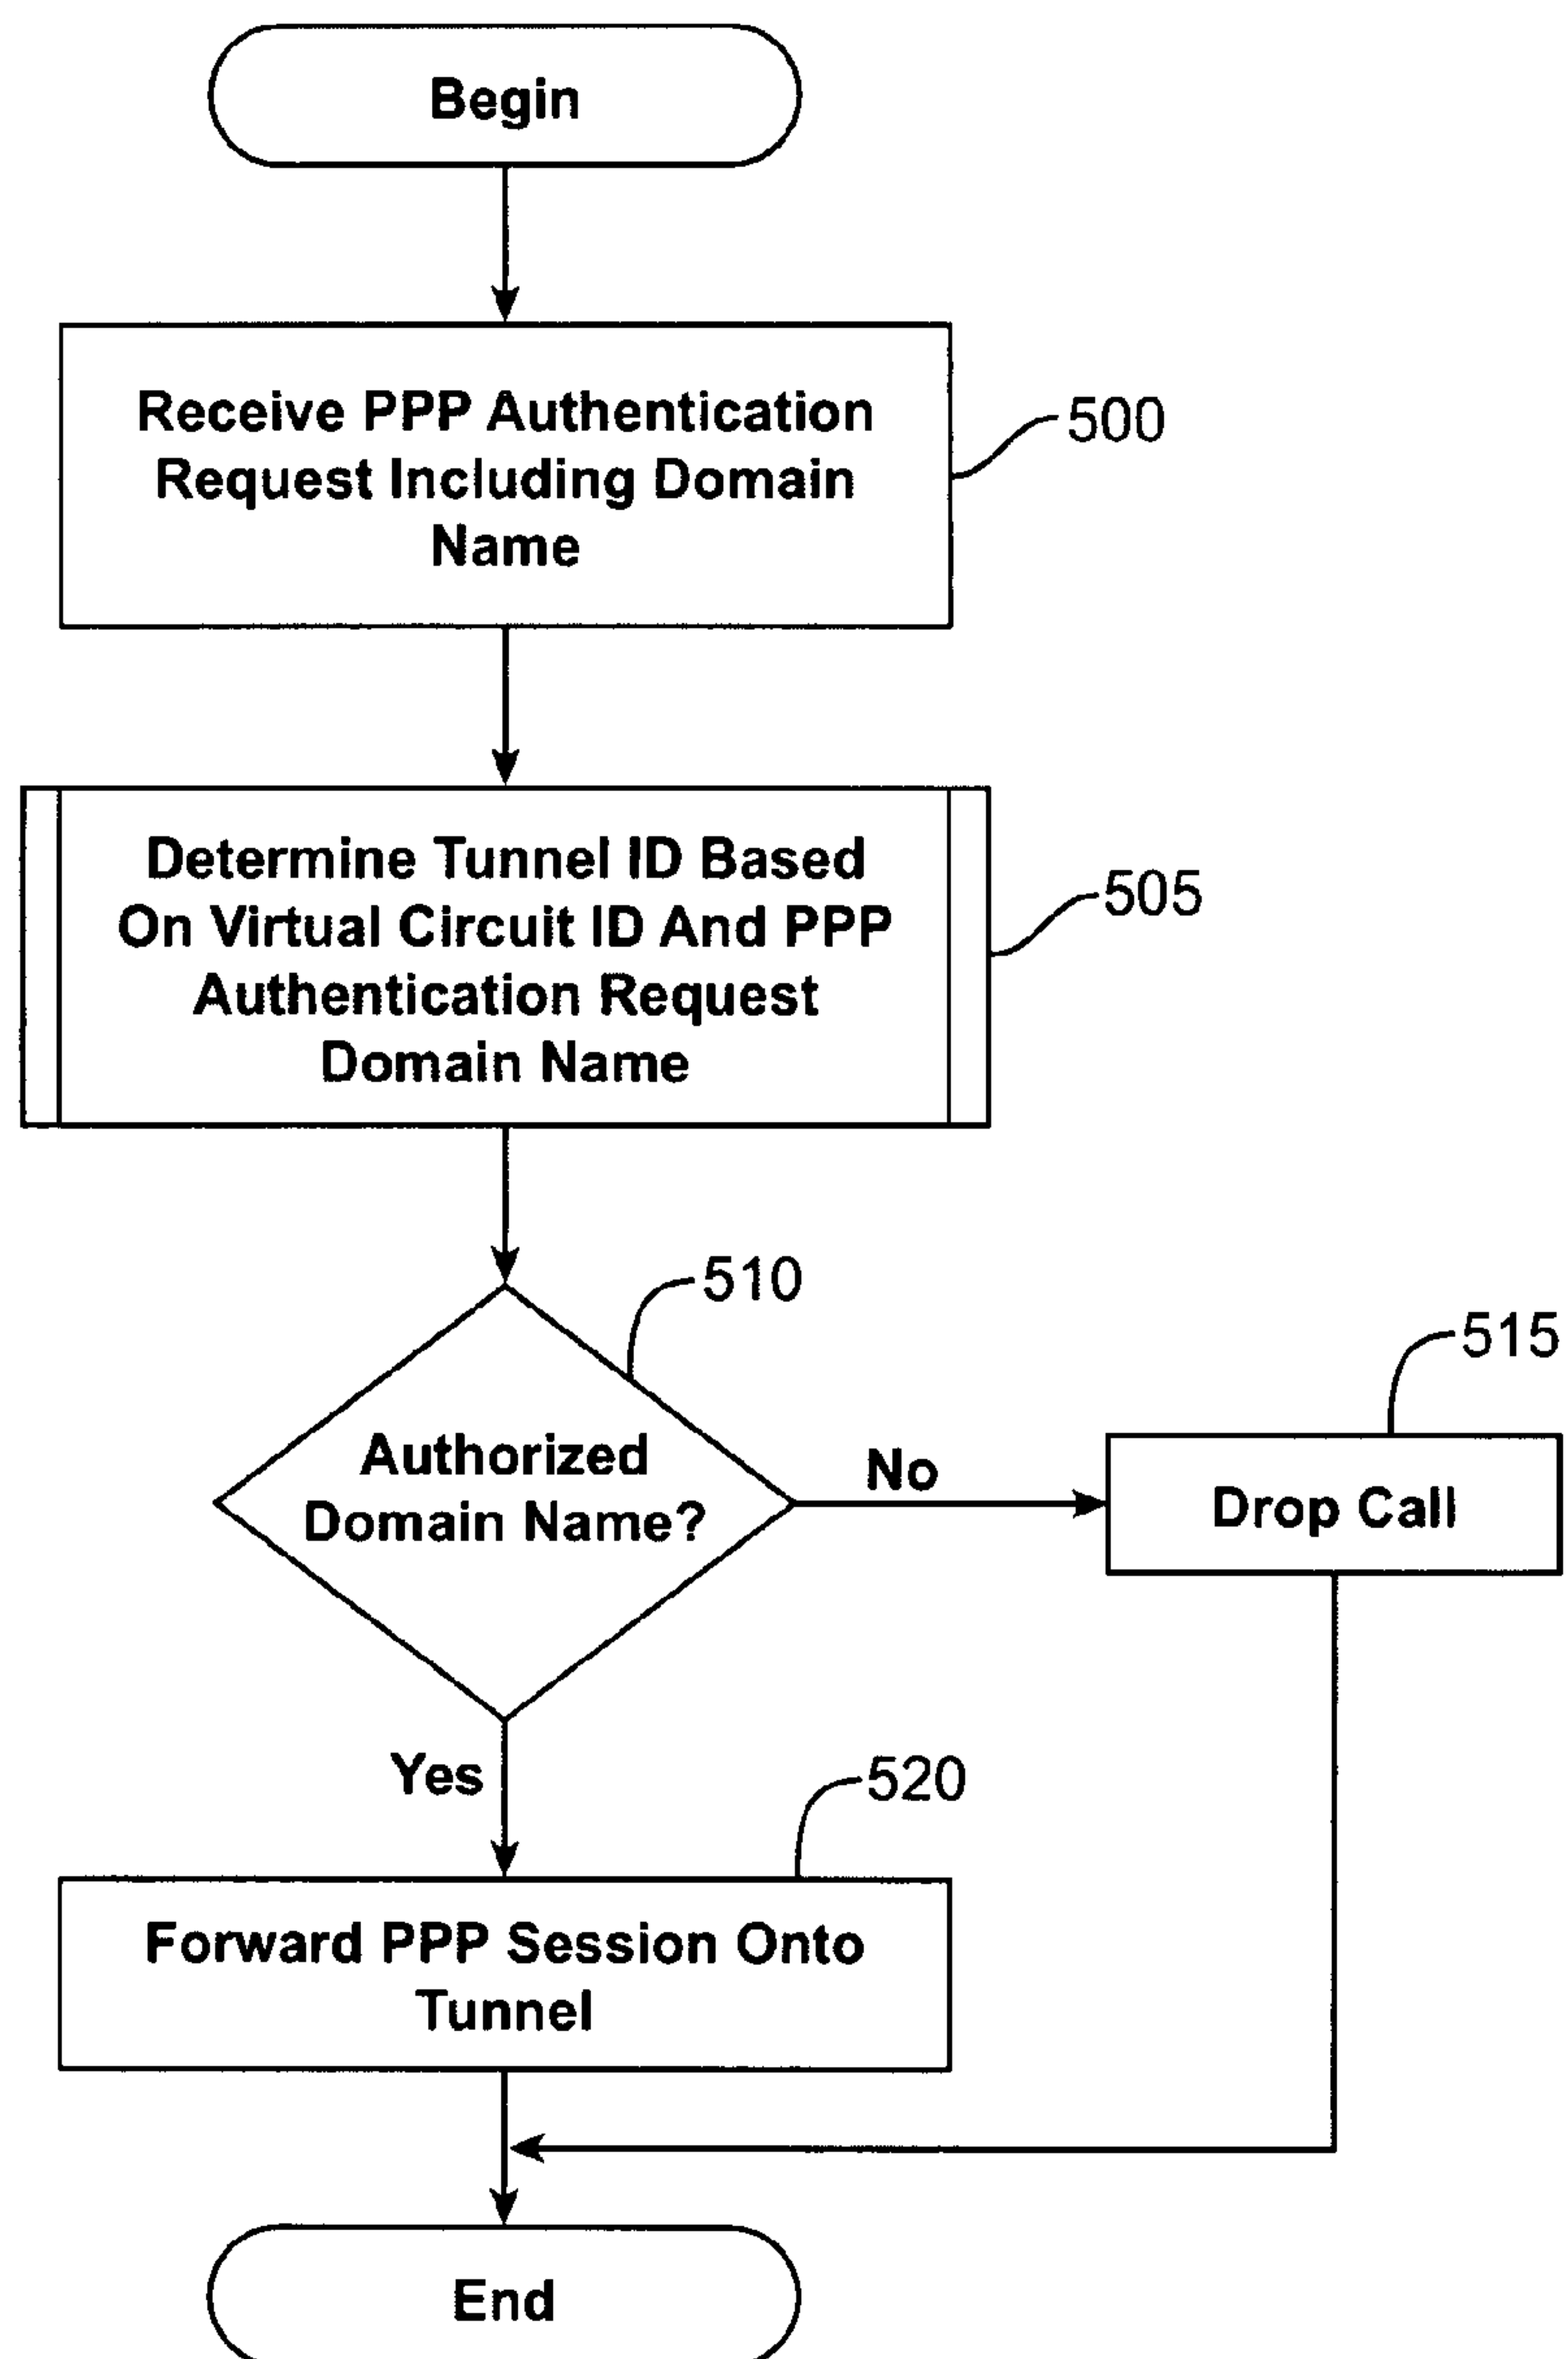 Begin
Receive PPP Authentication
Request Including Domain
Name
500
Determine Tunnel ID Based
On Virtual Circuit ID And PPP
Authentication Request
Domain Name
505
510
Authorized
Domain Name?
No
515
Drop Call
Yes
520
Forward PPP Session Onto
Tunnel
End